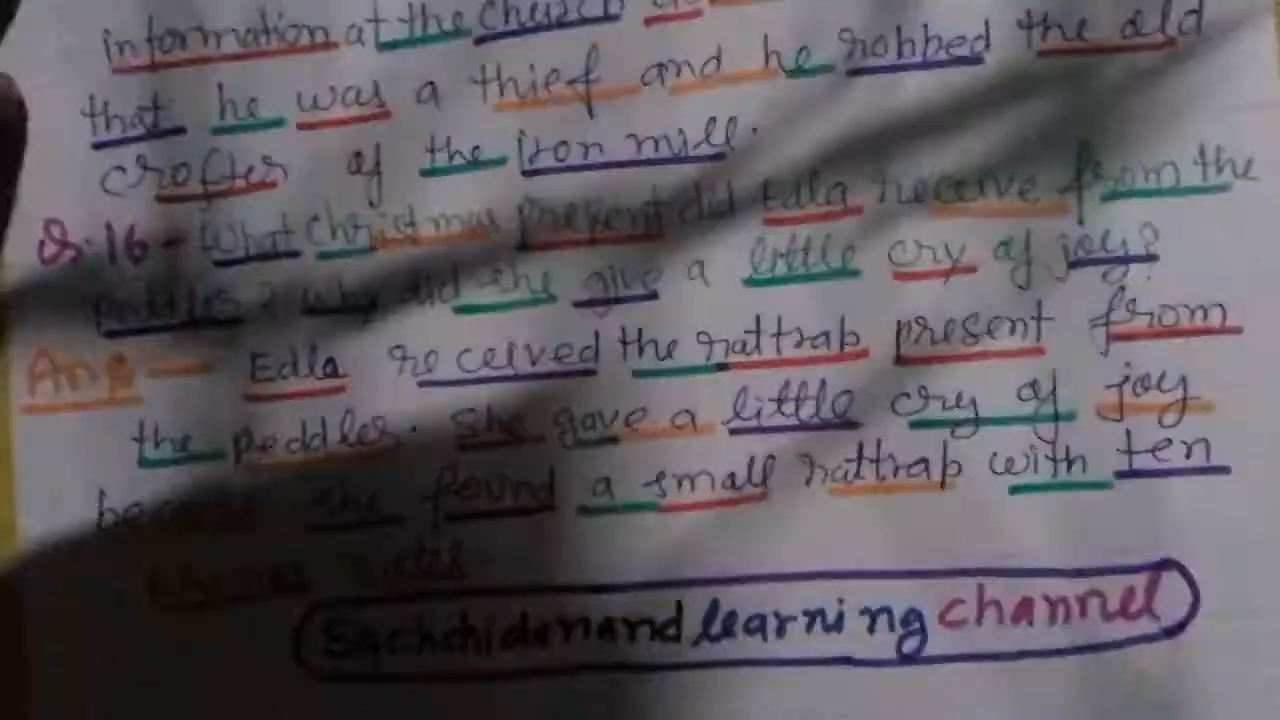 information at the church
that he was a thief and he robbed the old
crofter of the iron mill.
Q.16 - What Christmas present did Edla receive from the
peddler? why did she give a little cry of joy?
Ans - Edla received the rattrap present from
the peddler. She gave a little cry of joy
because she found a small rattrap with ten
notes.
Sachchidanand learning channel